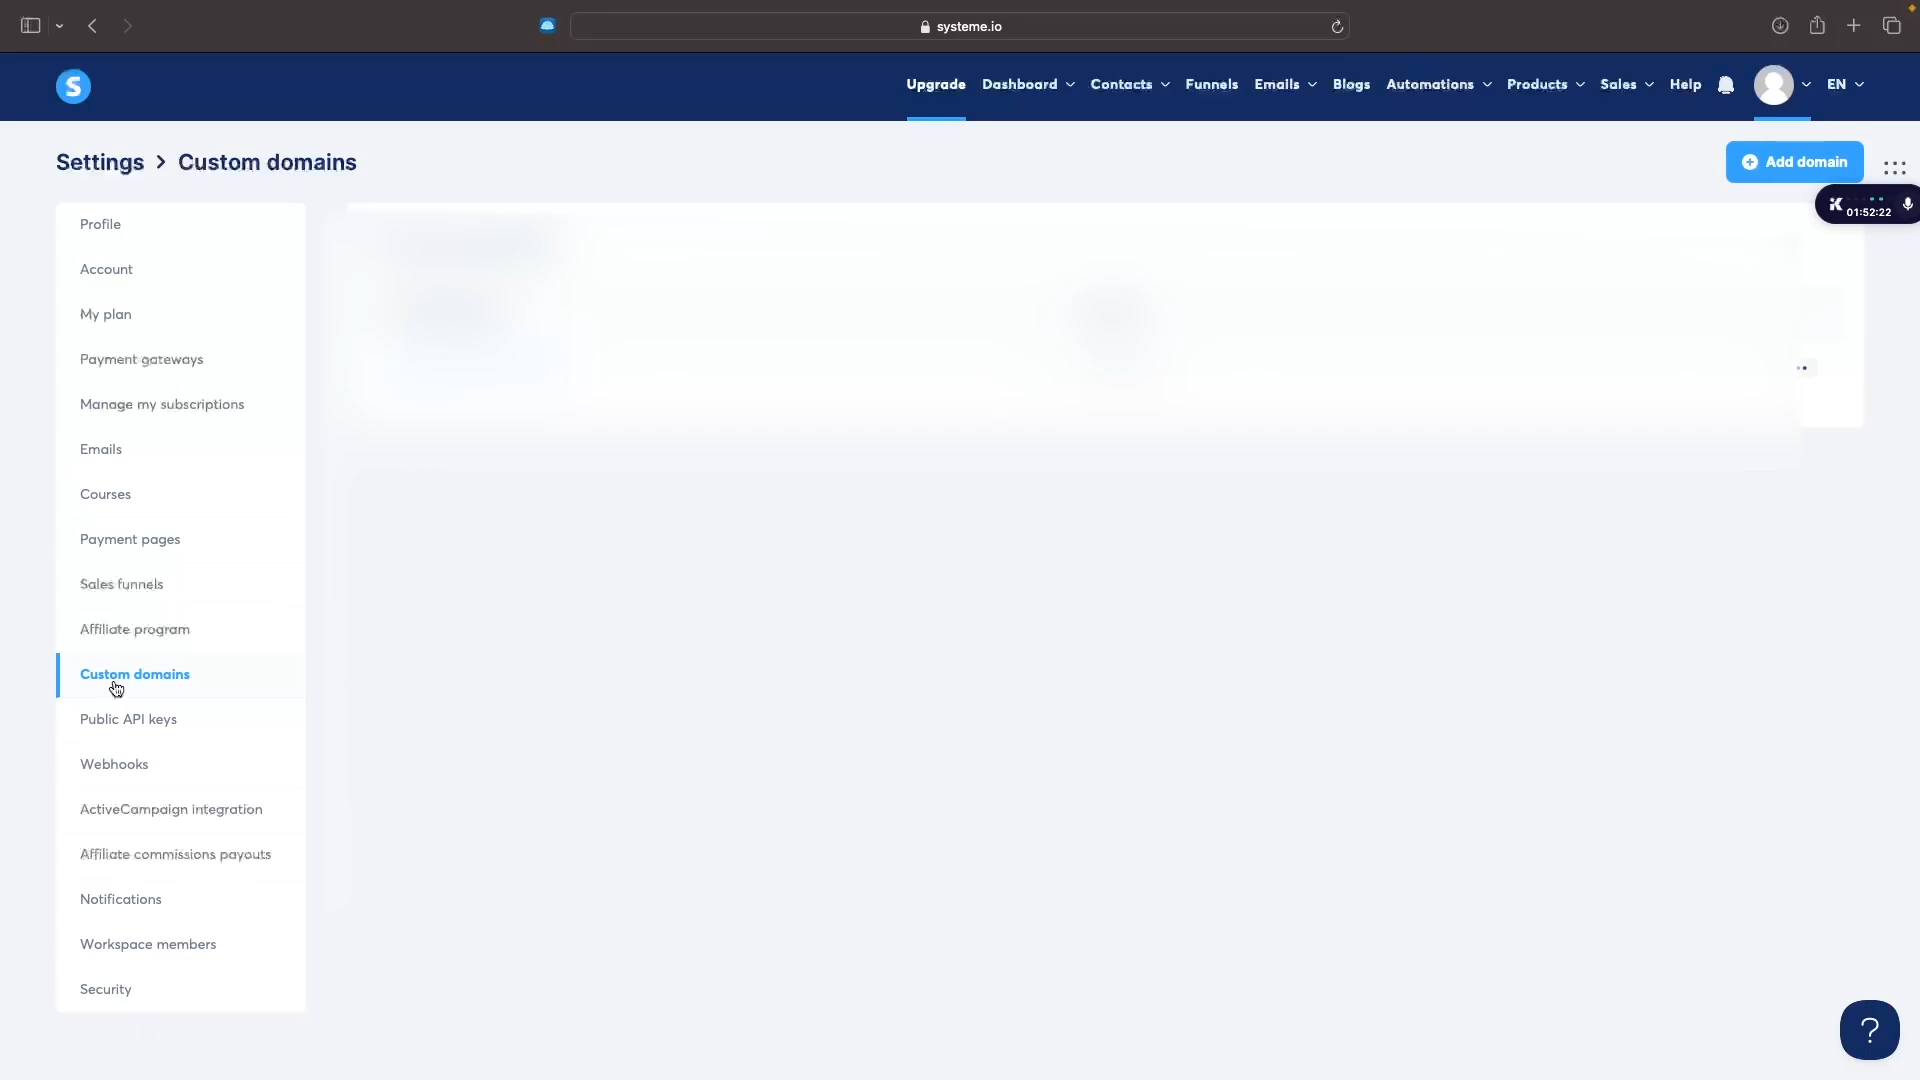 systeme.io
S
Upgrade Dashboard Contacts Funnels Emails Blogs Automations Products Sales Help EN
Settings > Custom domains
Add domain
01:52:22
Profile
Account
My plan
Payment gateways
Manage my subscriptions
Emails
Courses
Payment pages
Sales funnels
Affiliate program
Custom domains
Public API keys
Webhooks
ActiveCampaign integration
Affiliate commissions payouts
Notifications
Workspace members
Security
?